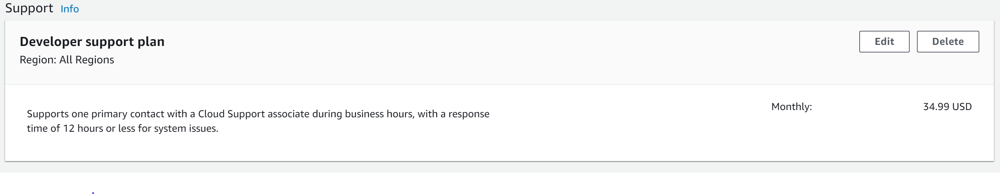 Support Info
Developer support plan
Edit
Delete
Region: All Regions
Monthly:
34.99 USD
Supports one primary contact with a Cloud Support associate during business hours, with a response
time of 12 hours or less for system issues.